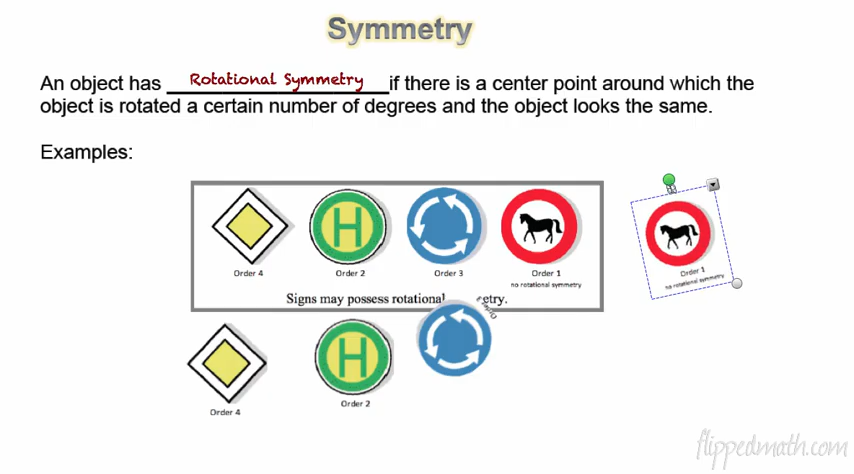 Symmetry
An object has Rotational Symmetry if there is a center point around which the
object is rotated a certain number of degrees and the object looks the same.
Examples:
H
Order 4 Order 2 Order 3 Order 1
no rotational symmetry
Signs may possess rotational etry.
Order 1
no rotational symmetry
H
Order 2
Order 4
flippedmath.com